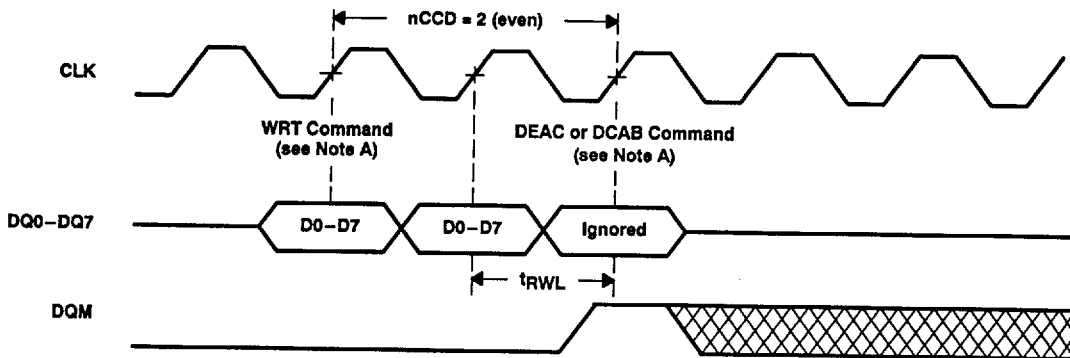 nCCD = 2 (even)
CLK
WRT Command
(see Note A)
DEAC or DCAB Command
(see Note A)
DQ0–DQ7
D0–D7
D0–D7
Ignored
tRWL
DQM